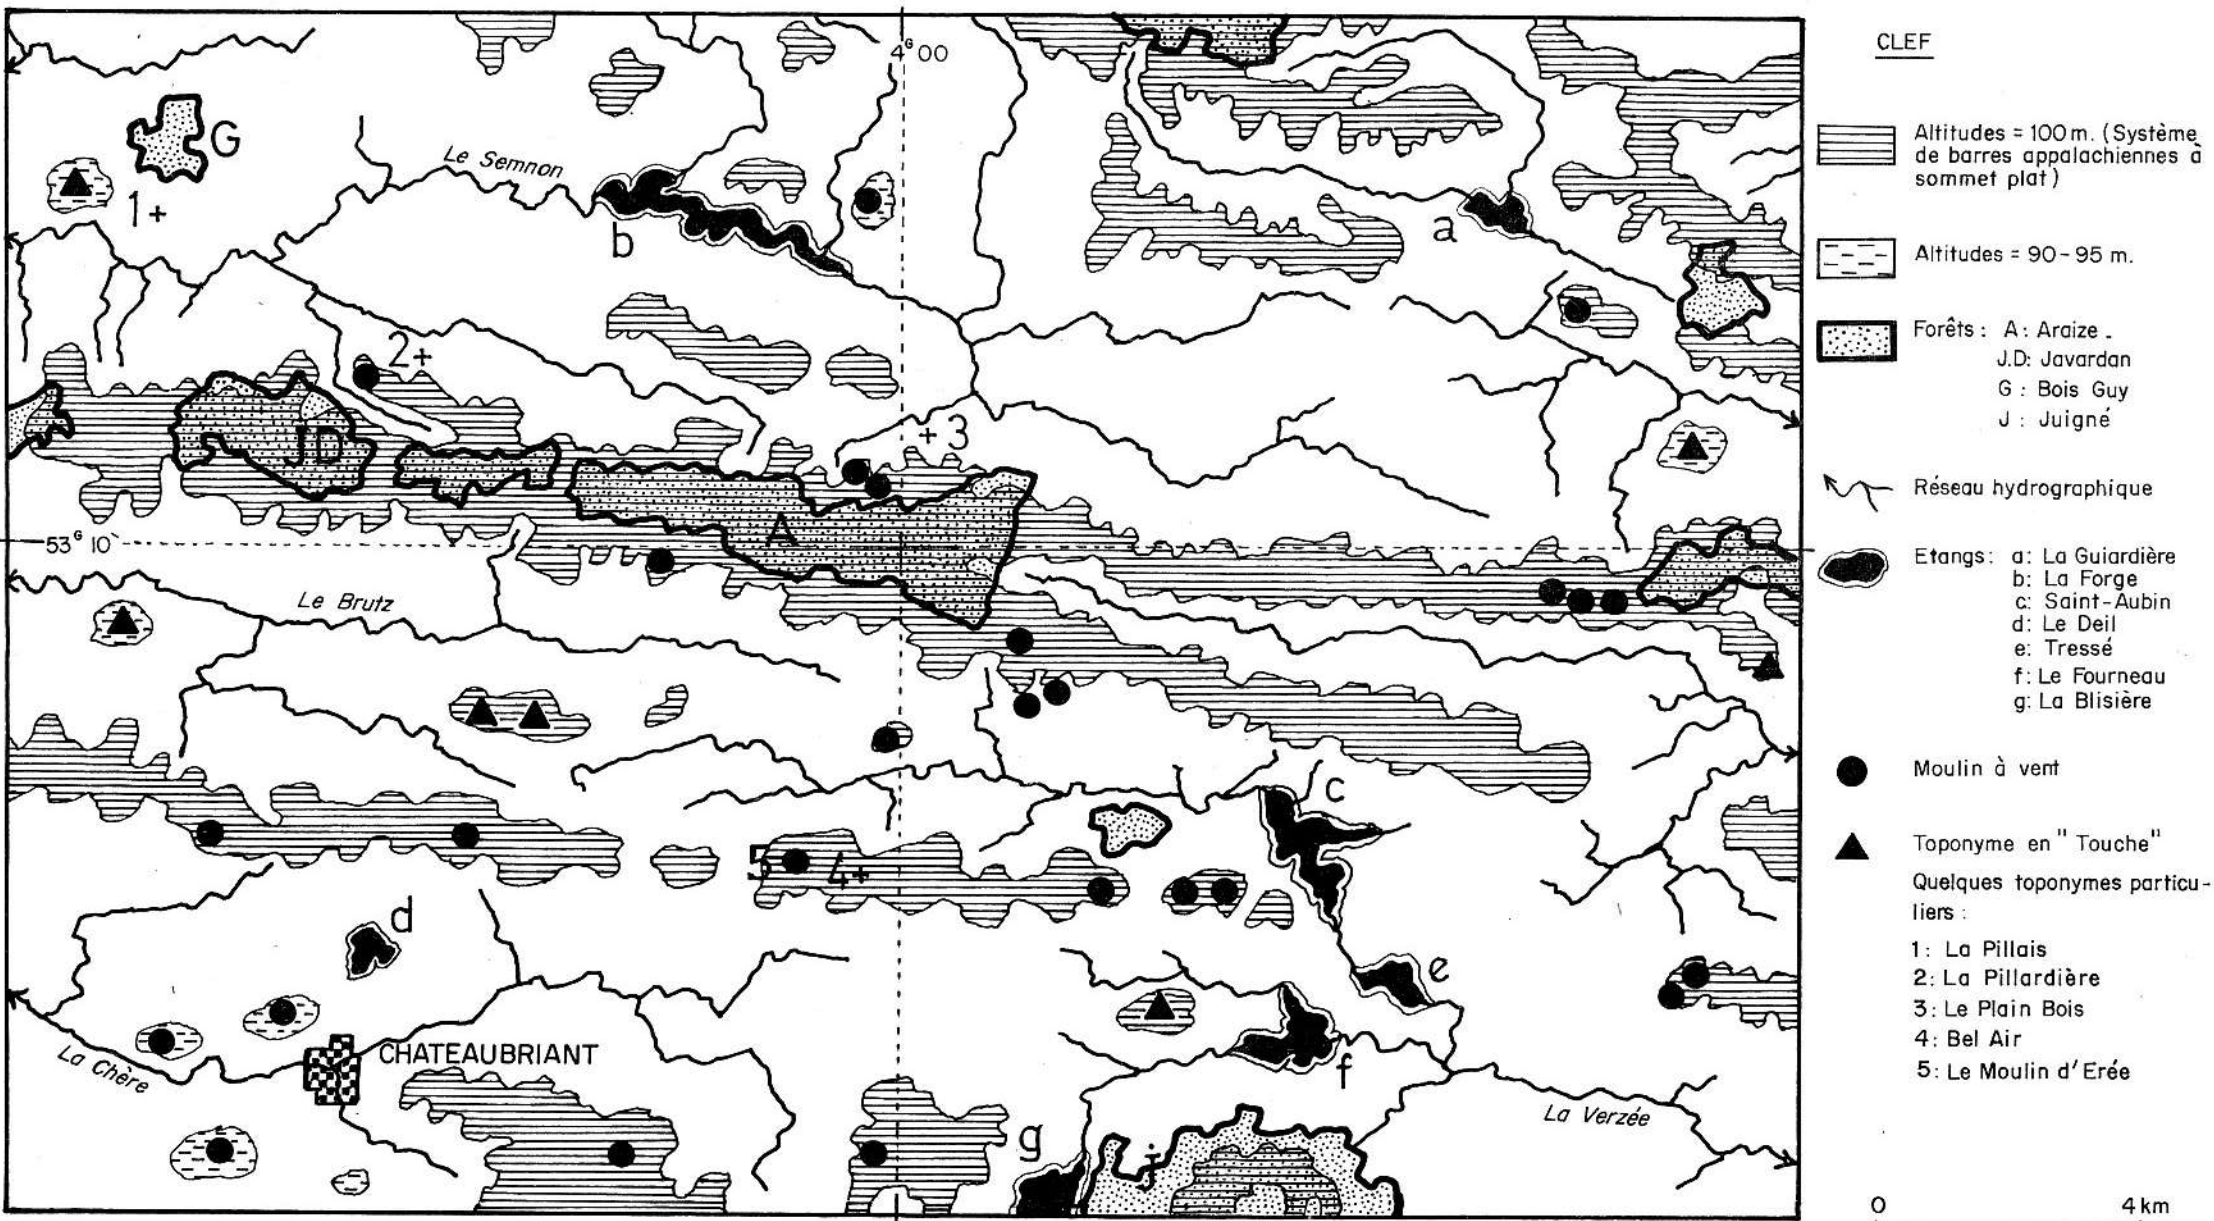 4ᴳ 00
G
Le Semnon
1+
b
a
2+
+ 3
JD
A
53ᴳ 10
Le Brutz
c
5
4+
d
e
CHATEAUBRIANT
f
La Chère
La Verzée
g
J
CLEF
Altitudes = 100 m. (Système
de barres appalachiennes à
sommet plat)
Altitudes = 90-95 m.
Forêts : A : Araize .
J.D : Javardan
G : Bois Guy
J : Juigné
Réseau hydrographique
Etangs : a : La Guiardière
b : La Forge
c : Saint-Aubin
d : Le Deil
e : Tressé
f : Le Fourneau
g : La Blisière
Moulin à vent
Toponyme en "Touche"
Quelques toponymes particu-
liers :
1 : La Pillais
2 : La Pillardière
3 : Le Plain Bois
4 : Bel Air
5 : Le Moulin d'Erée
0 4 km